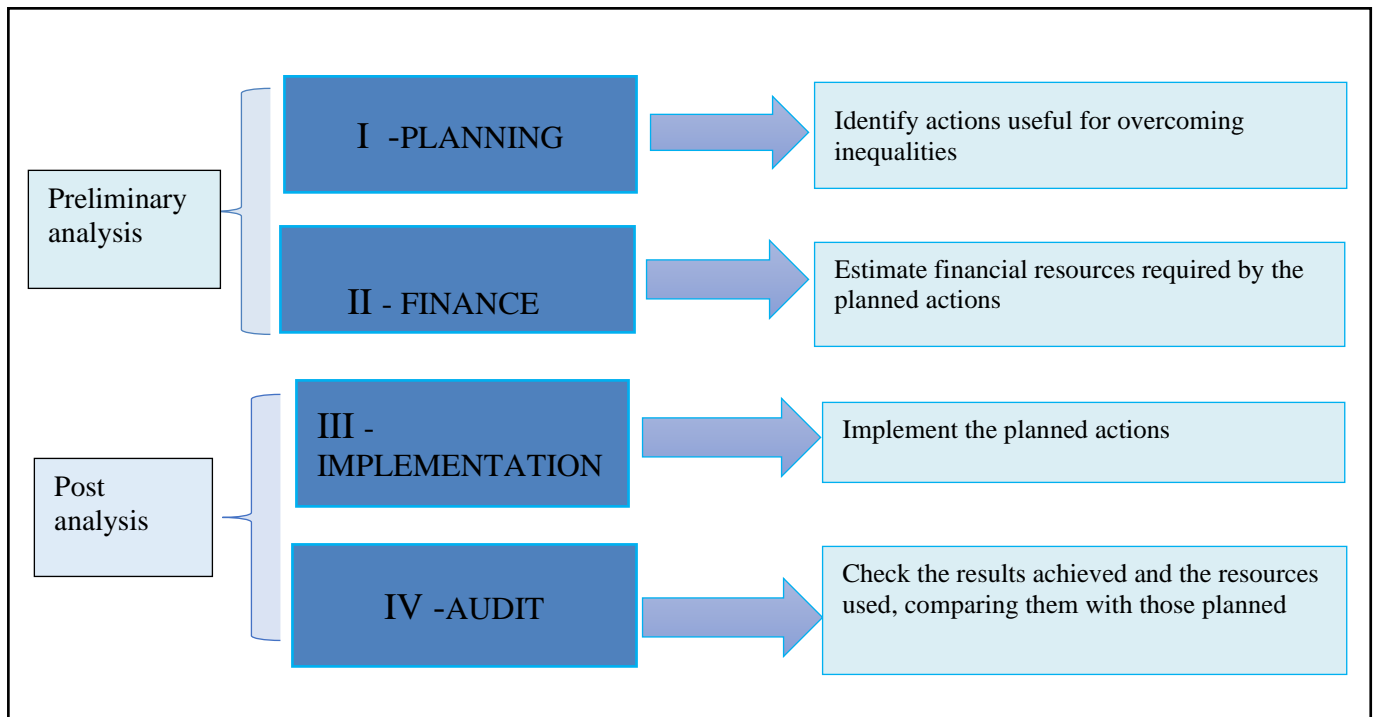 Preliminary
analysis
I -PLANNING
Identify actions useful for overcoming
inequalities
II - FINANCE
Estimate financial resources required by the
planned actions
Post
analysis
III -
IMPLEMENTATION
Implement the planned actions
IV -AUDIT
Check the results achieved and the resources
used, comparing them with those planned